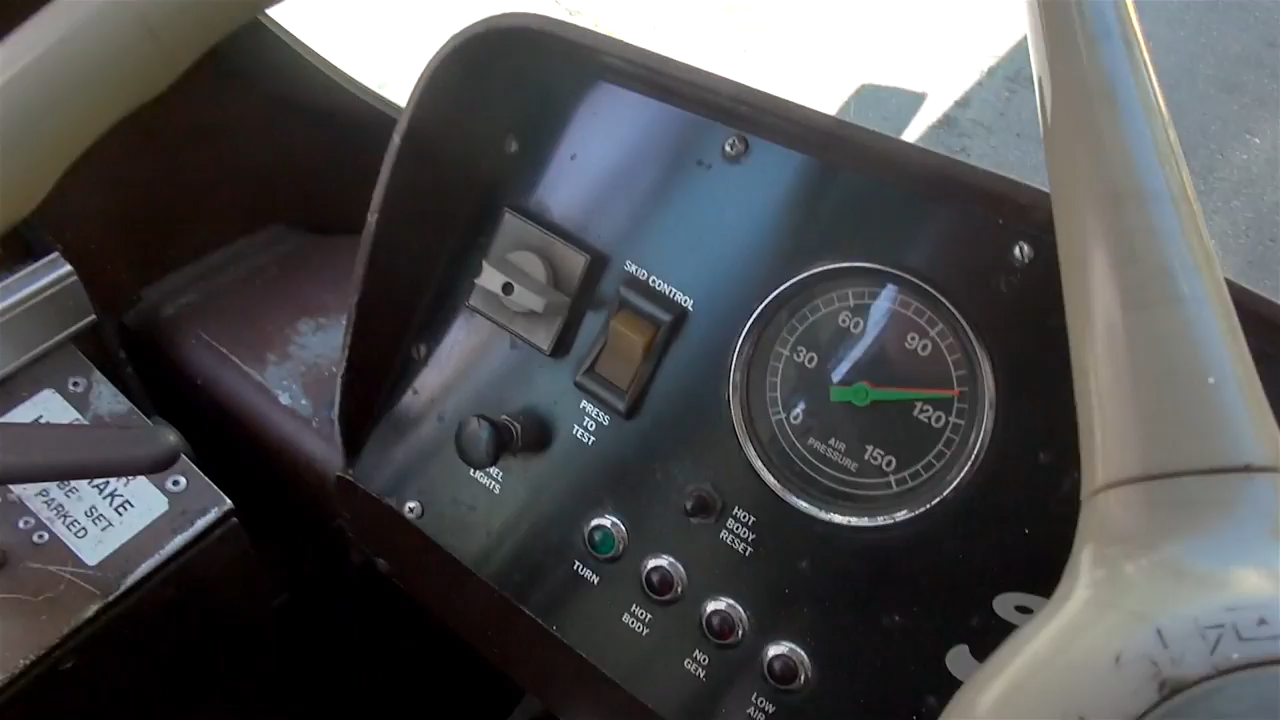 SKID CONTROL
PRESS
TO
TEST
LIGHTS
60
90
30
0
120
150
AIR
PRESSURE
HOT
BODY
RESET
TURN
HOT
BODY
NO
GEN.
LOW
AIR
BE SET
PARKED